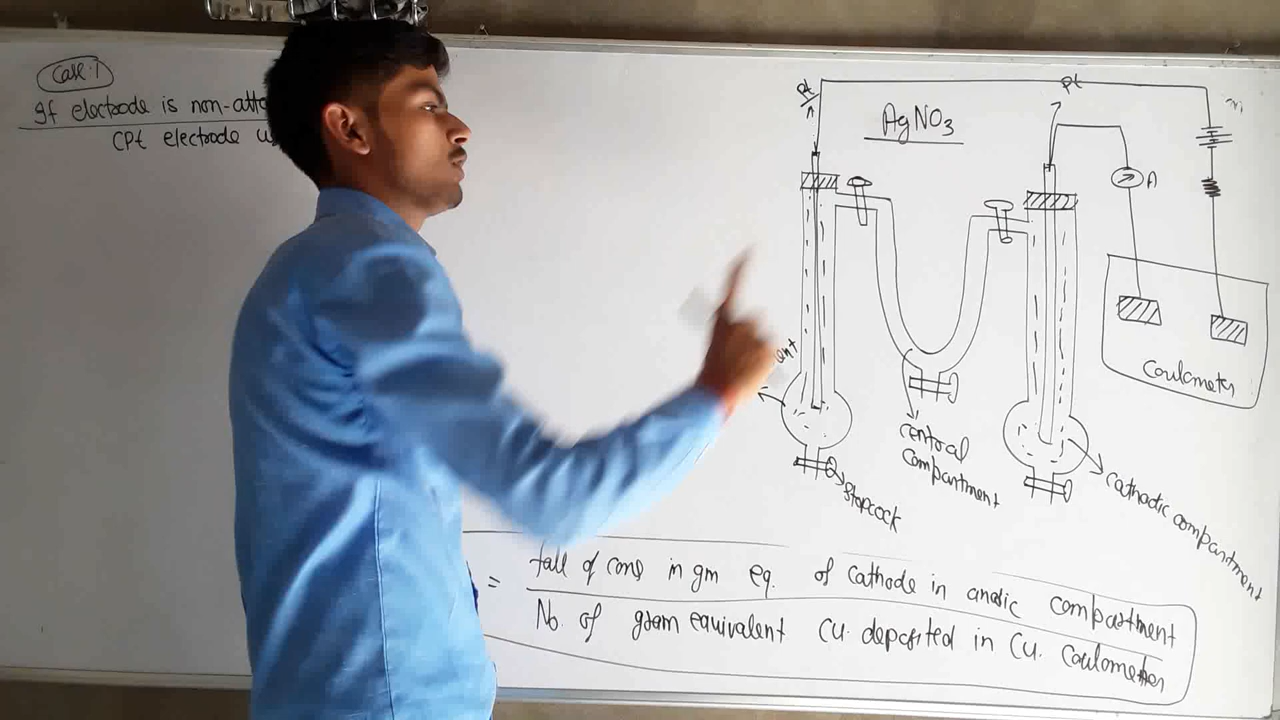 Case:1
If electrode is non-atta
CPt electrode
Pt
AgNO3
Pt
A
Coulometer
central
compartment
Stopcock
cathodic compartment
= fall of conc in gm eq. of cathode in anodic compartment
No. of gram equivalent Cu. deposited in Cu. Coulometer